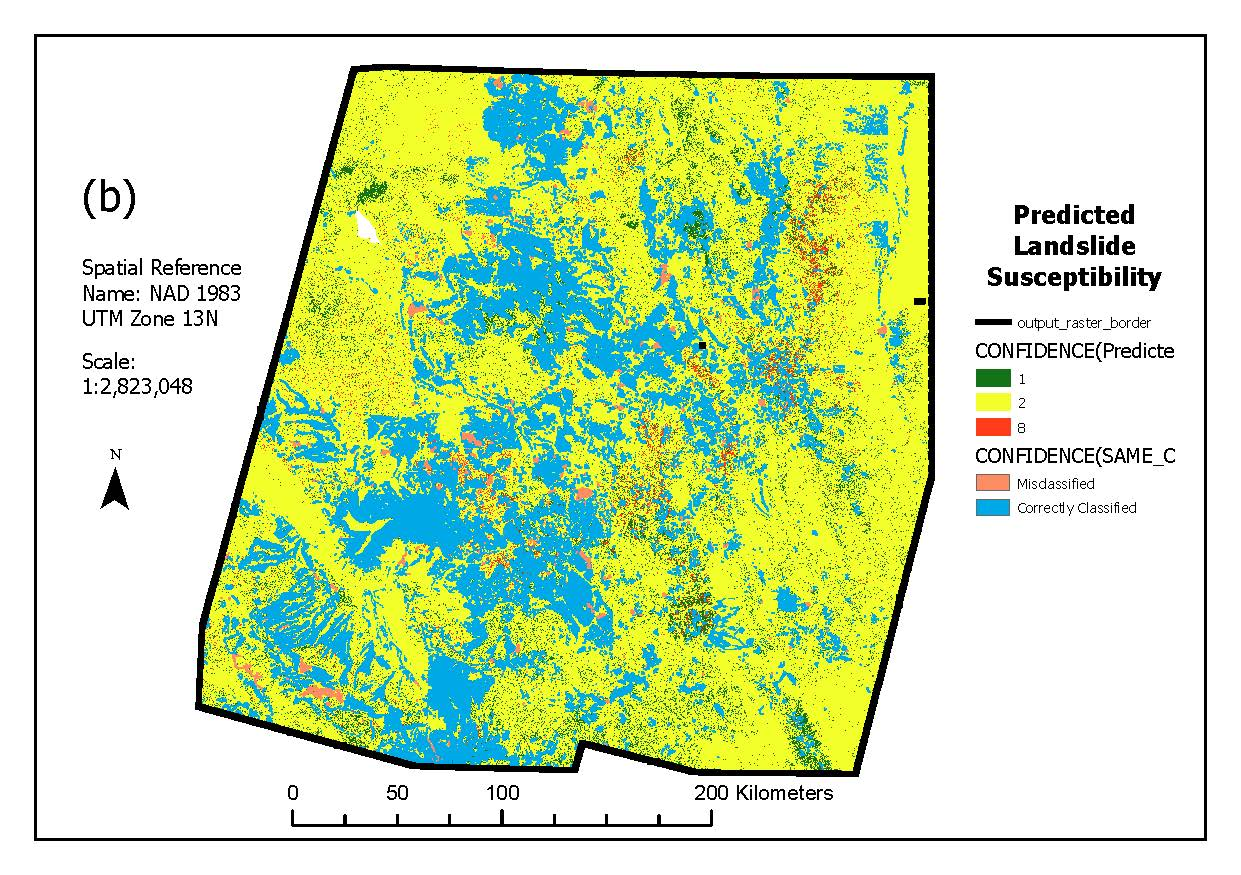 (b)
Spatial Reference
Name: NAD 1983
UTM Zone 13N
Scale:
1:2,823,048
N
0 50 100 200 Kilometers
Predicted
Landslide
Susceptibility
output_raster_border
CONFIDENCE(Predicte
1
2
8
CONFIDENCE(SAME_C
Misclassified
Correctly Classified